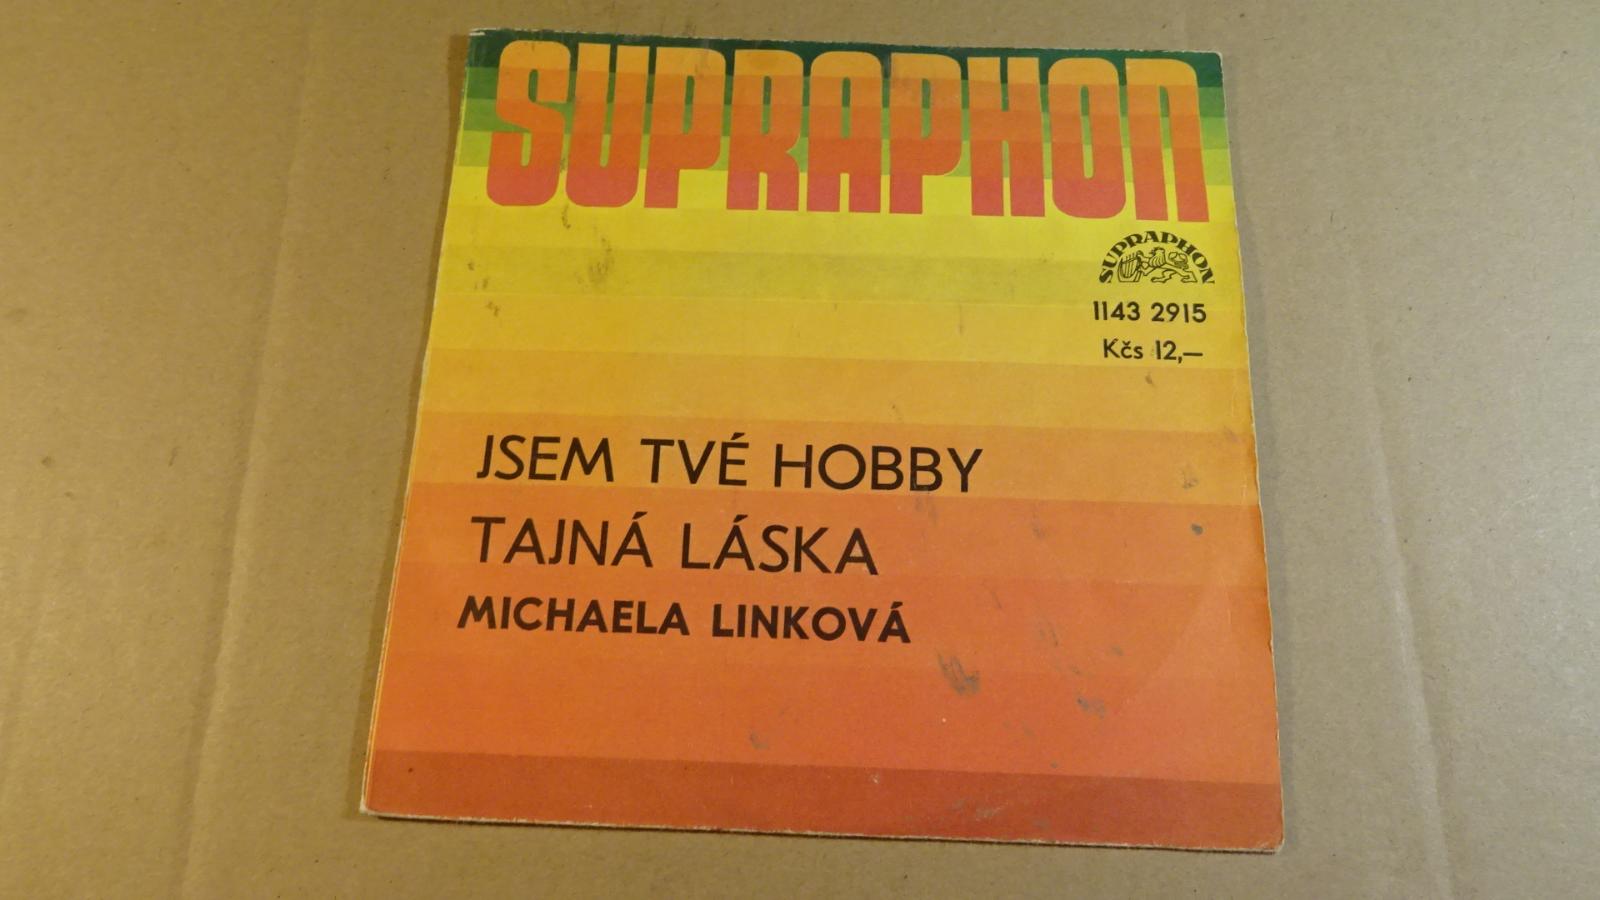 SUPRAPHON
SUPRAPHON
1143 2915
Kčs 12,—
JSEM TVÉ HOBBY
TAJNÁ LÁSKA
MICHAELA LINKOVÁ